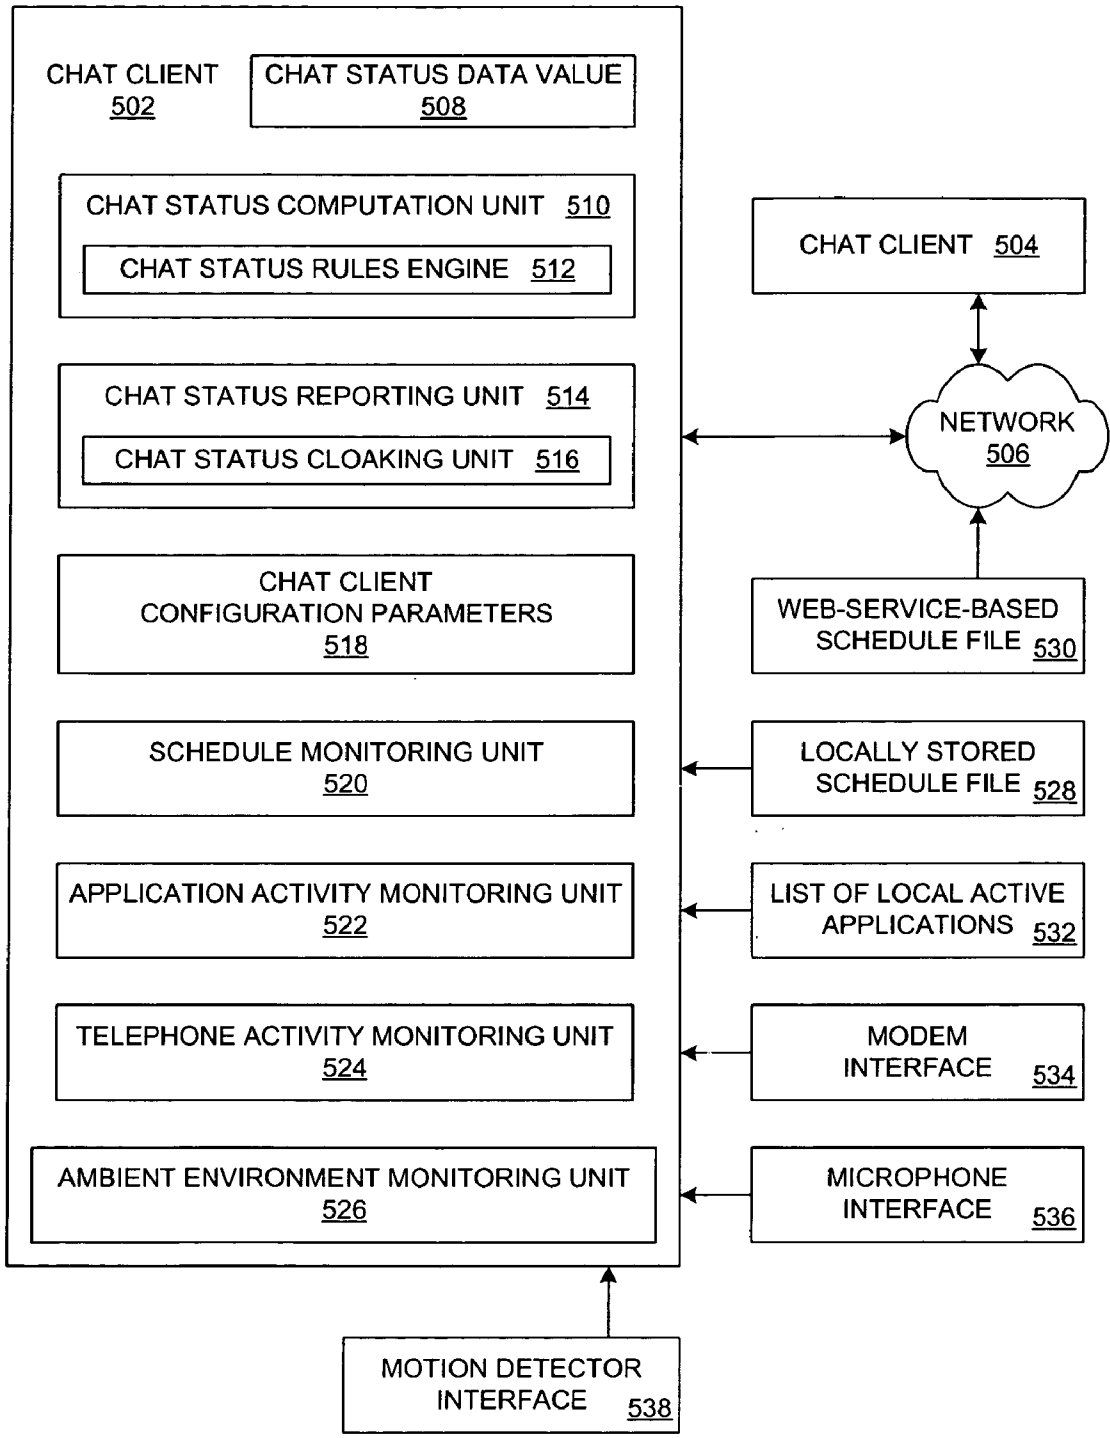 CHAT CLIENT
502
CHAT STATUS DATA VALUE
508
CHAT STATUS COMPUTATION UNIT 510
CHAT STATUS RULES ENGINE 512
CHAT STATUS REPORTING UNIT 514
CHAT STATUS CLOAKING UNIT 516
CHAT CLIENT
CONFIGURATION PARAMETERS
518
SCHEDULE MONITORING UNIT
520
APPLICATION ACTIVITY MONITORING UNIT
522
TELEPHONE ACTIVITY MONITORING UNIT
524
AMBIENT ENVIRONMENT MONITORING UNIT
526
CHAT CLIENT 504
NETWORK
506
WEB-SERVICE-BASED
SCHEDULE FILE 530
LOCALLY STORED
SCHEDULE FILE 528
LIST OF LOCAL ACTIVE
APPLICATIONS 532
MODEM
INTERFACE 534
MICROPHONE
INTERFACE 536
MOTION DETECTOR
INTERFACE 538